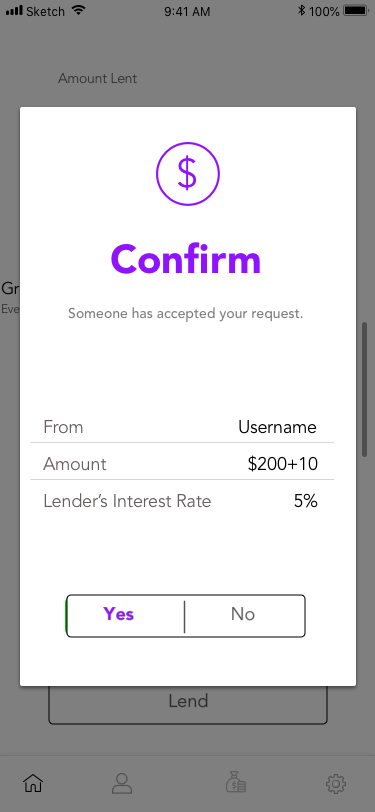 Sketch 9:41 AM 100%
Amount Lent
$
Confirm
Gr
Eve
Someone has accepted your request.
From Username
Amount $200+10
Lender's Interest Rate 5%
Yes No
Lend